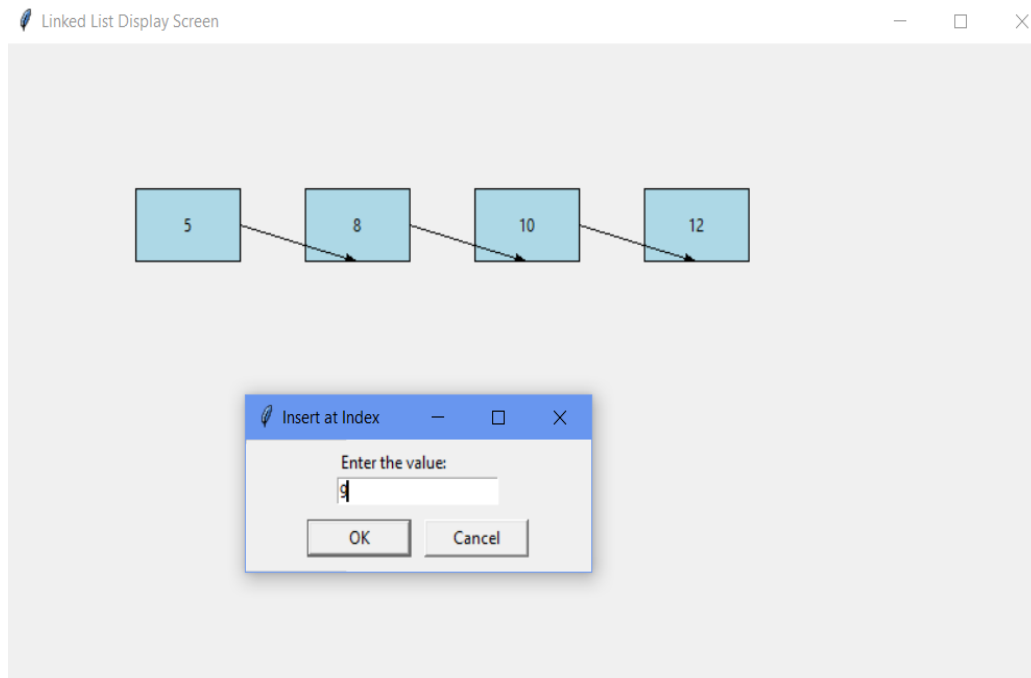 Linked List Display Screen
5 8 10 12
Insert at Index
Enter the value:
9
OK Cancel